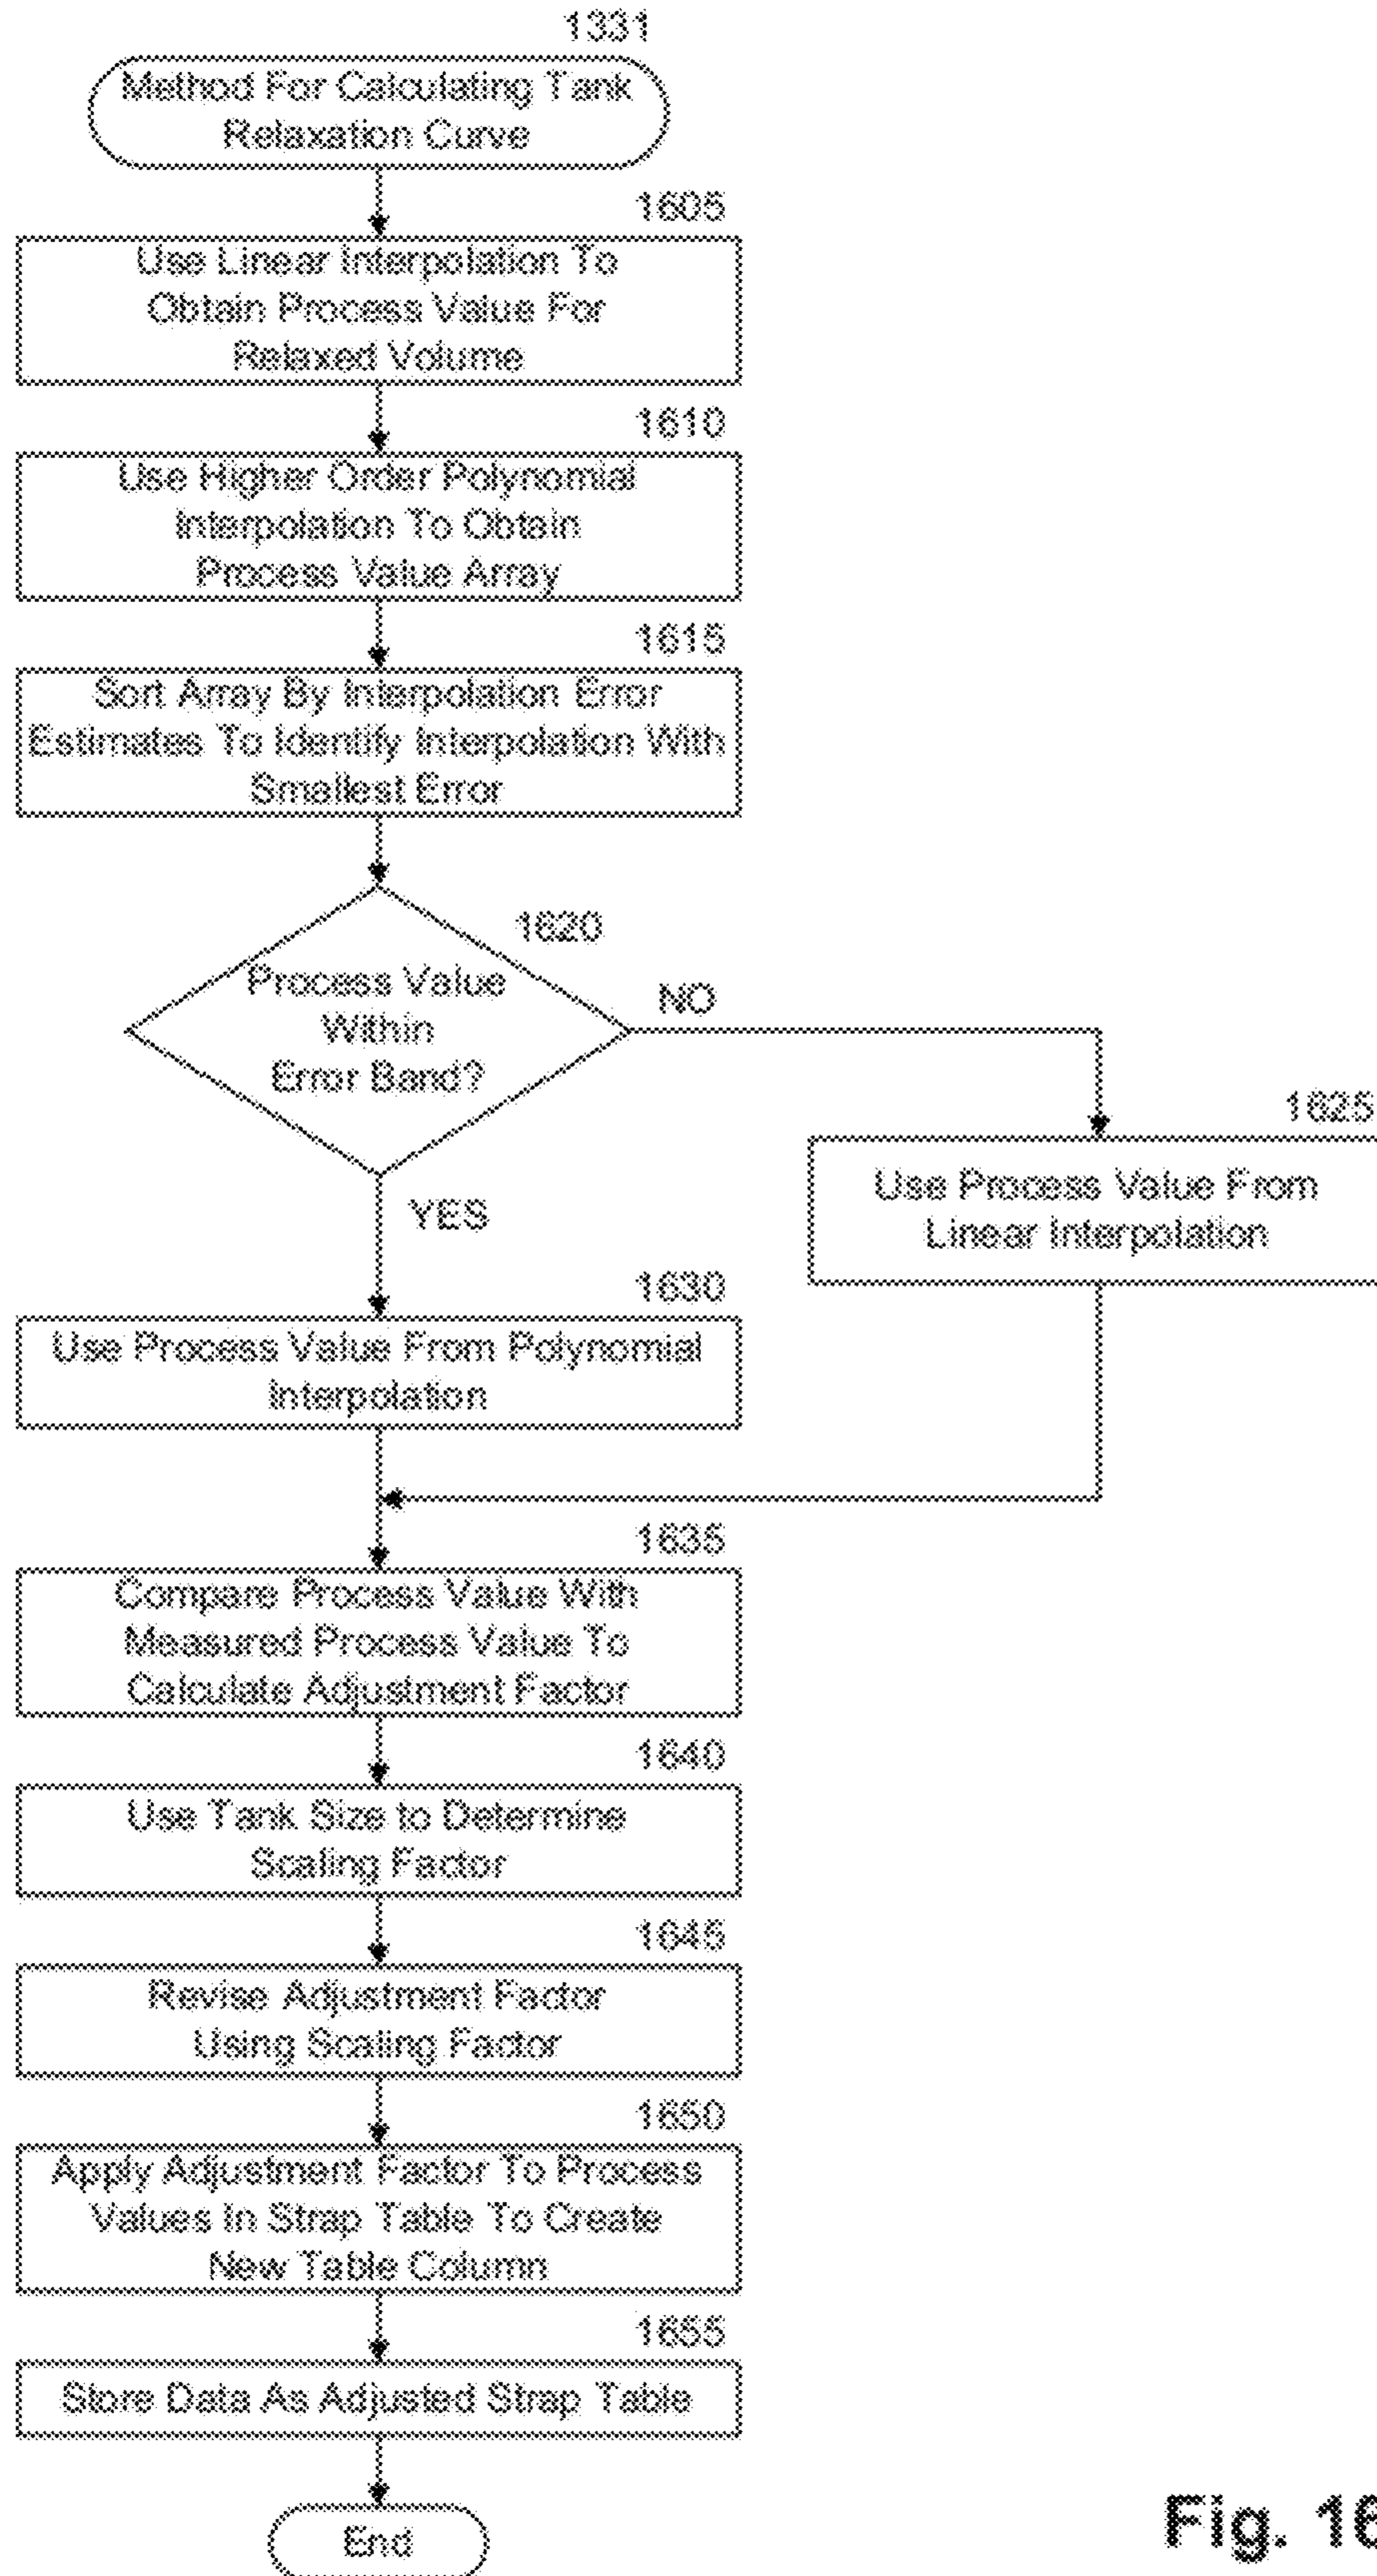 1331
Method For Calculating Tank
Relaxation Curve
1605
Use Linear Interpolation To
Obtain Process Value For
Relaxed Volume
1610
Use Higher Order Polynomial
Interpolation To Obtain
Process Value Array
1615
Sort Array By Interpolation Error
Estimates To Identify Interpolation With
Smallest Error
1620
Process Value
Within
Error Band?
NO
1625
Use Process Value From
Linear Interpolation
YES
1630
Use Process Value From Polynomial
Interpolation
1635
Compare Process Value With
Measured Process Value To
Calculate Adjustment Factor
1640
Use Tank Size to Determine
Scaling Factor
1645
Revise Adjustment Factor
Using Scaling Factor
1650
Apply Adjustment Factor To Process
Values In Strap Table To Create
New Table Column
1655
Store Data As Adjusted Strap Table
End
Fig. 16